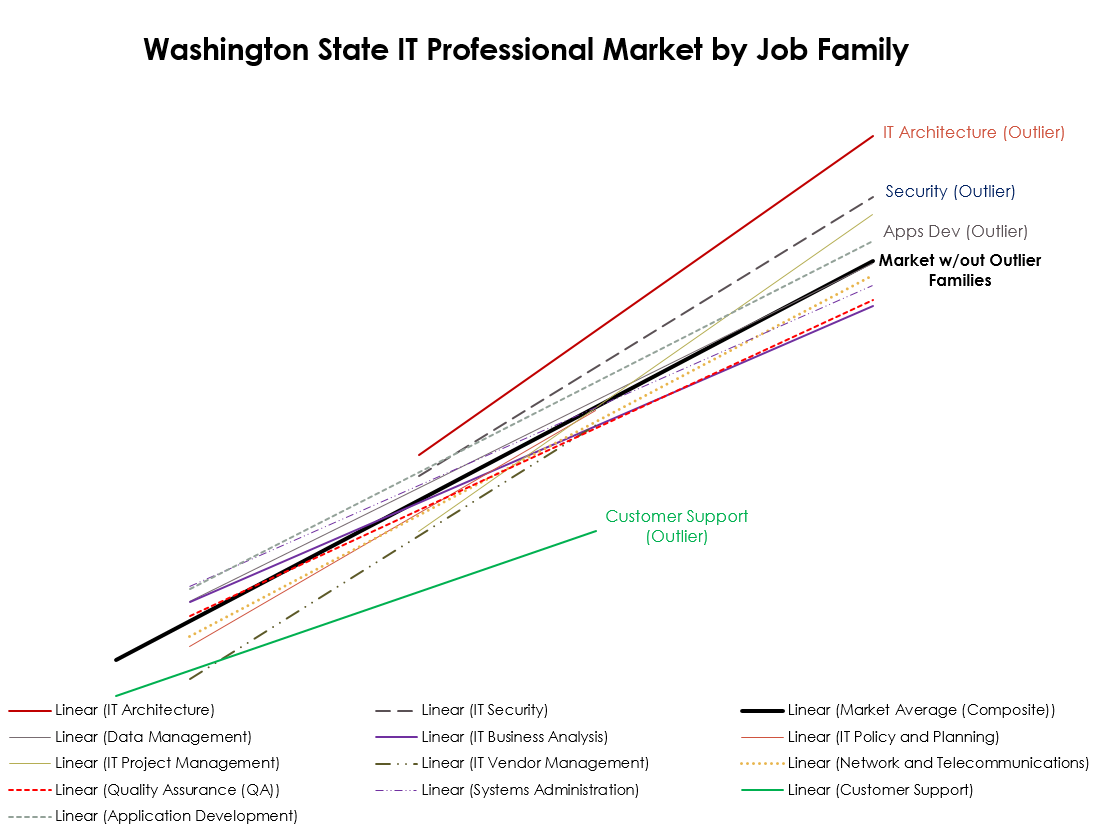 Washington State IT Professional Market by Job Family
IT Architecture (Outlier)
Security (Outlier)
Apps Dev (Outlier)
Market w/out Outlier
Families
Customer Support
(Outlier)
Linear (IT Architecture)
Linear (IT Security)
Linear (Market Average (Composite))
Linear (Data Management)
Linear (IT Business Analysis)
Linear (IT Policy and Planning)
Linear (IT Project Management)
Linear (IT Vendor Management)
Linear (Network and Telecommunications)
Linear (Quality Assurance (QA))
Linear (Systems Administration)
Linear (Customer Support)
Linear (Application Development)